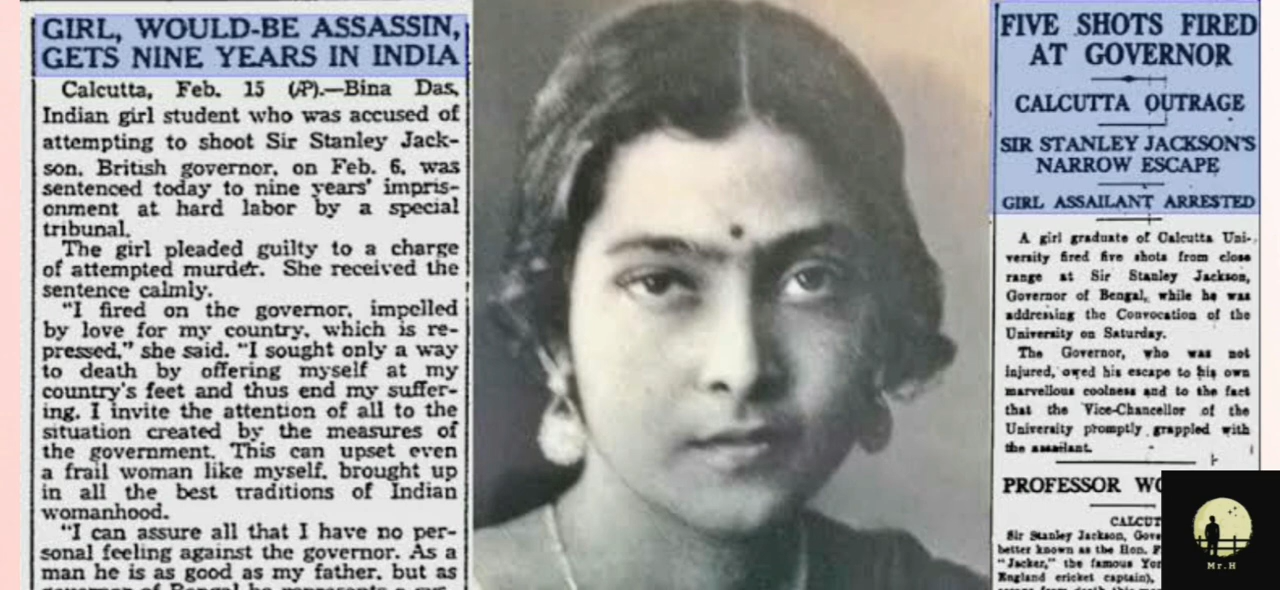 GIRL, WOULD-BE ASSASSIN,
GETS NINE YEARS IN INDIA
Calcutta, Feb. 15 (AP).—Bina Das,
Indian girl student who was accused of
attempting to shoot Sir Stanley Jack-
son, British governor, on Feb. 6, was
sentenced today to nine years' impris-
onment at hard labor by a special
tribunal.
The girl pleaded guilty to a charge
of attempted murder. She received the
sentence calmly.
"I fired on the governor, impelled
by love for my country, which is re-
pressed," she said. "I sought only a way
to death by offering myself at my
country's feet and thus end my suffer-
ing. I invite the attention of all to the
situation created by the measures of
the government. This can upset even
a frail woman like myself, brought up
in all the best traditions of Indian
womanhood.
"I can assure all that I have no per-
sonal feeling against the governor. As a
man he is as good as my father, but as
FIVE SHOTS FIRED
AT GOVERNOR
CALCUTTA OUTRAGE
SIR STANLEY JACKSON'S
NARROW ESCAPE
GIRL ASSAILANT ARRESTED
A girl graduate of Calcutta Uni-
versity fired five shots from close
range at Sir Stanley Jackson,
Governor of Bengal, while he was
addressing the Convocation of the
University on Saturday.
The Governor, who was not
injured, owed his escape to his own
marvellous coolness and to the fact
that the Vice-Chancellor of the
University promptly grappled with
the assailant.
PROFESSOR WO
CALCUT
Sir Stanley Jackson, Gove
better known as the Hon. F
"Jacker," the famous Yor
England cricket captain),
Mr.H